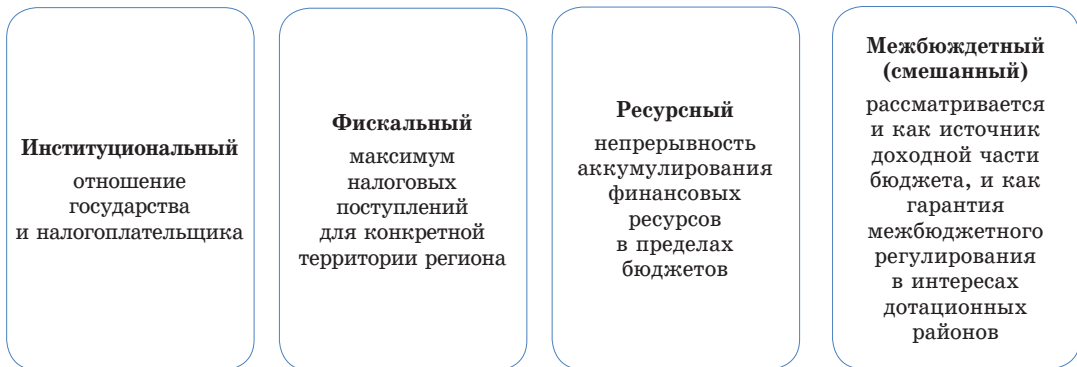 Институциональный
отношение
государства
и налогоплательщика
Фискальный
максимум
налоговых
поступлений
для конкретной
территории региона
Ресурсный
непрерывность
аккумулирования
финансовых
ресурсов
в пределах
бюджетов
Межбюждетный
(смешанный)
рассматривается
и как источник
доходной части
бюджета, и как
гарантия
межбюджетного
регулирования
в интересах
дотационных
районов